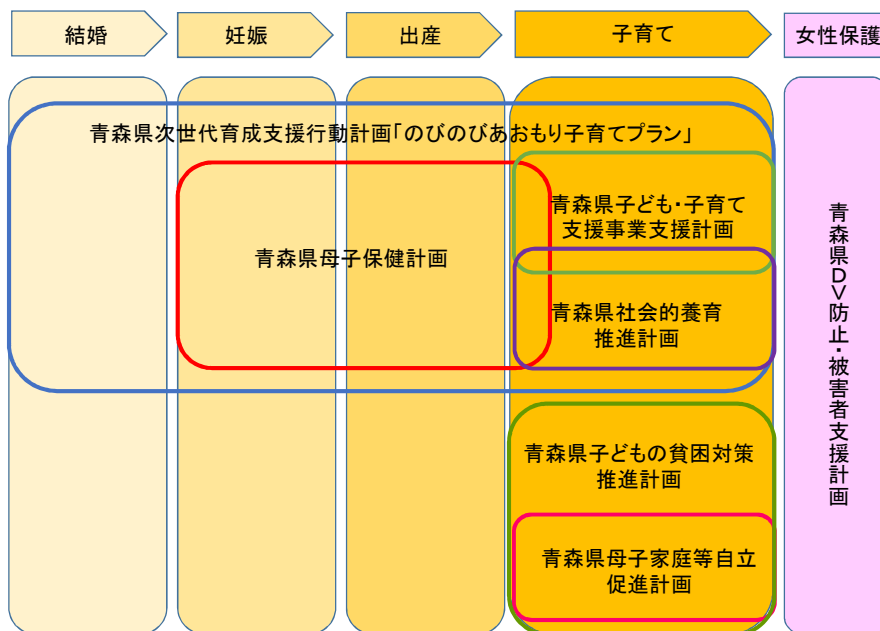 結婚
妊娠
出産
子育て
女性保護
青森県次世代育成支援行動計画「のびのびあおもり子育てプラン」
青森県子ども・子育て
支援事業支援計画
青森県母子保健計画
青森県社会的養育
推進計画
青森県子どもの貧困対策
推進計画
青森県母子家庭等自立
促進計画
青森県DV防止・被害者支援計画